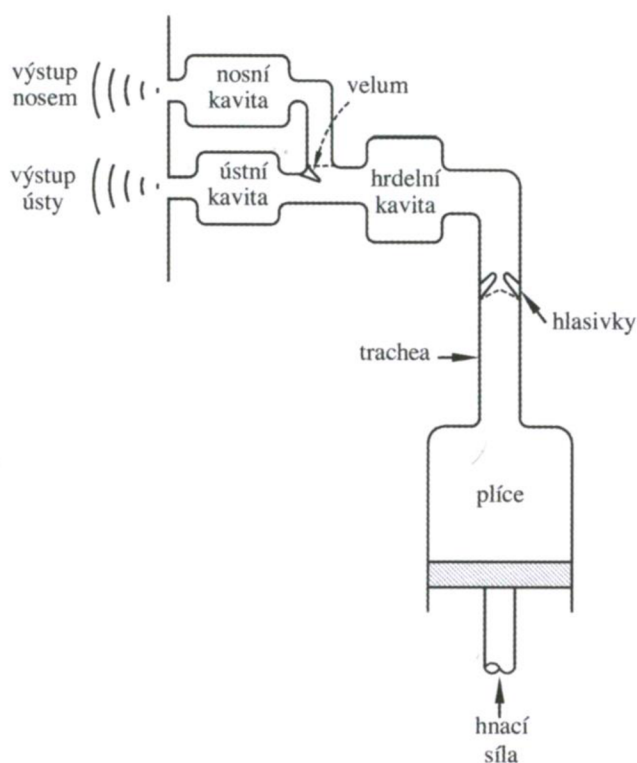 výstup
nosem
nosní
kavita
velum
výstup
ústy
ústní
kavita
hrdelní
kavita
hlasivky
trachea
plíce
hnací
síla